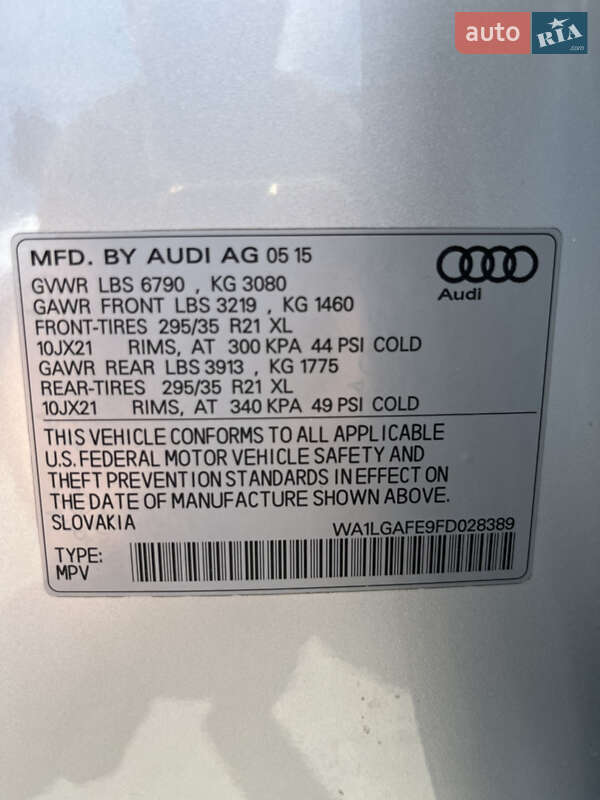 auto RIA .com
MFD. BY AUDI AG 05 15
Audi
GVWR LBS 6790 , KG 3080
GAWR FRONT LBS 3219 , KG 1460
FRONT-TIRES 295/35 R21 XL
10JX21 RIMS, AT 300 KPA 44 PSI COLD
GAWR REAR LBS 3913 , KG 1775
REAR-TIRES 295/35 R21 XL
10JX21 RIMS, AT 340 KPA 49 PSI COLD
THIS VEHICLE CONFORMS TO ALL APPLICABLE
U.S. FEDERAL MOTOR VEHICLE SAFETY AND
THEFT PREVENTION STANDARDS IN EFFECT ON
THE DATE OF MANUFACTURE SHOWN ABOVE.
SLOVAKIA WA1LGAFE9FD028389
TYPE:
MPV